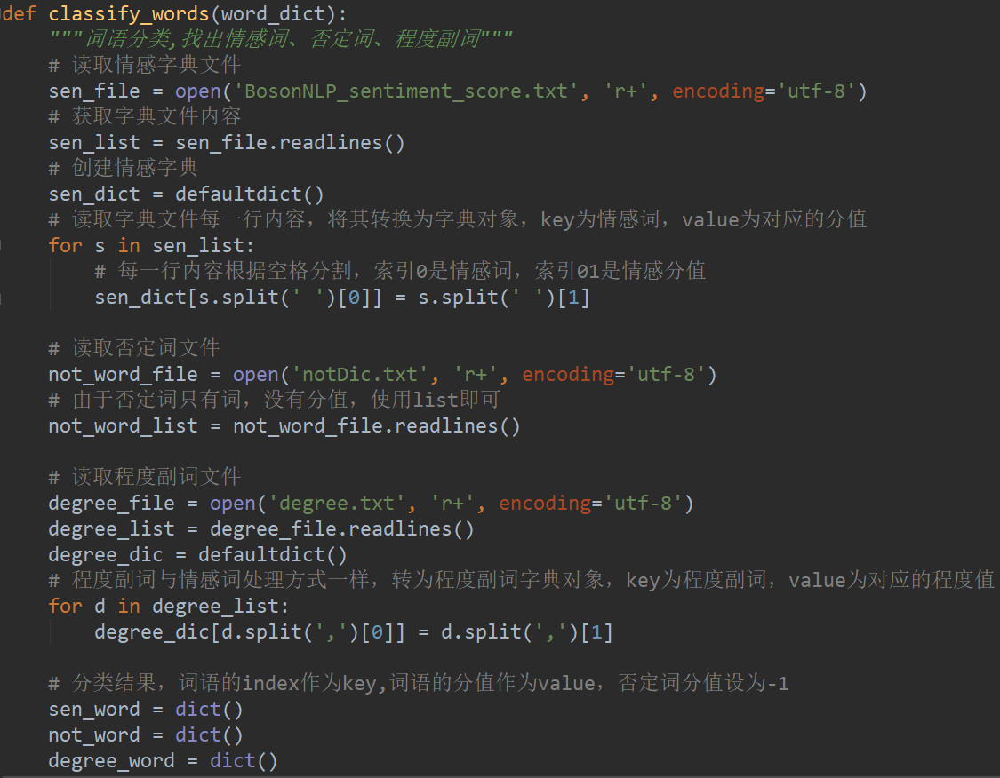 def classify_words(word_dict):
    """词语分类,找出情感词、否定词、程度副词"""
    # 读取情感字典文件
    sen_file = open('BosonNLP_sentiment_score.txt', 'r+', encoding='utf-8')
    # 获取字典文件内容
    sen_list = sen_file.readlines()
    # 创建情感字典
    sen_dict = defaultdict()
    # 读取字典文件每一行内容，将其转换为字典对象，key为情感词，value为对应的分值
    for s in sen_list:
        # 每一行内容根据空格分割，索引0是情感词，索引01是情感分值
        sen_dict[s.split(' ')[0]] = s.split(' ')[1]

    # 读取否定词文件
    not_word_file = open('notDic.txt', 'r+', encoding='utf-8')
    # 由于否定词只有词，没有分值，使用list即可
    not_word_list = not_word_file.readlines()

    # 读取程度副词文件
    degree_file = open('degree.txt', 'r+', encoding='utf-8')
    degree_list = degree_file.readlines()
    degree_dic = defaultdict()
    # 程度副词与情感词处理方式一样，转为程度副词字典对象，key为程度副词，value为对应的程度值
    for d in degree_list:
        degree_dic[d.split(',')[0]] = d.split(',')[1]

    # 分类结果，词语的index作为key,词语的分值作为value，否定词分值设为-1
    sen_word = dict()
    not_word = dict()
    degree_word = dict()